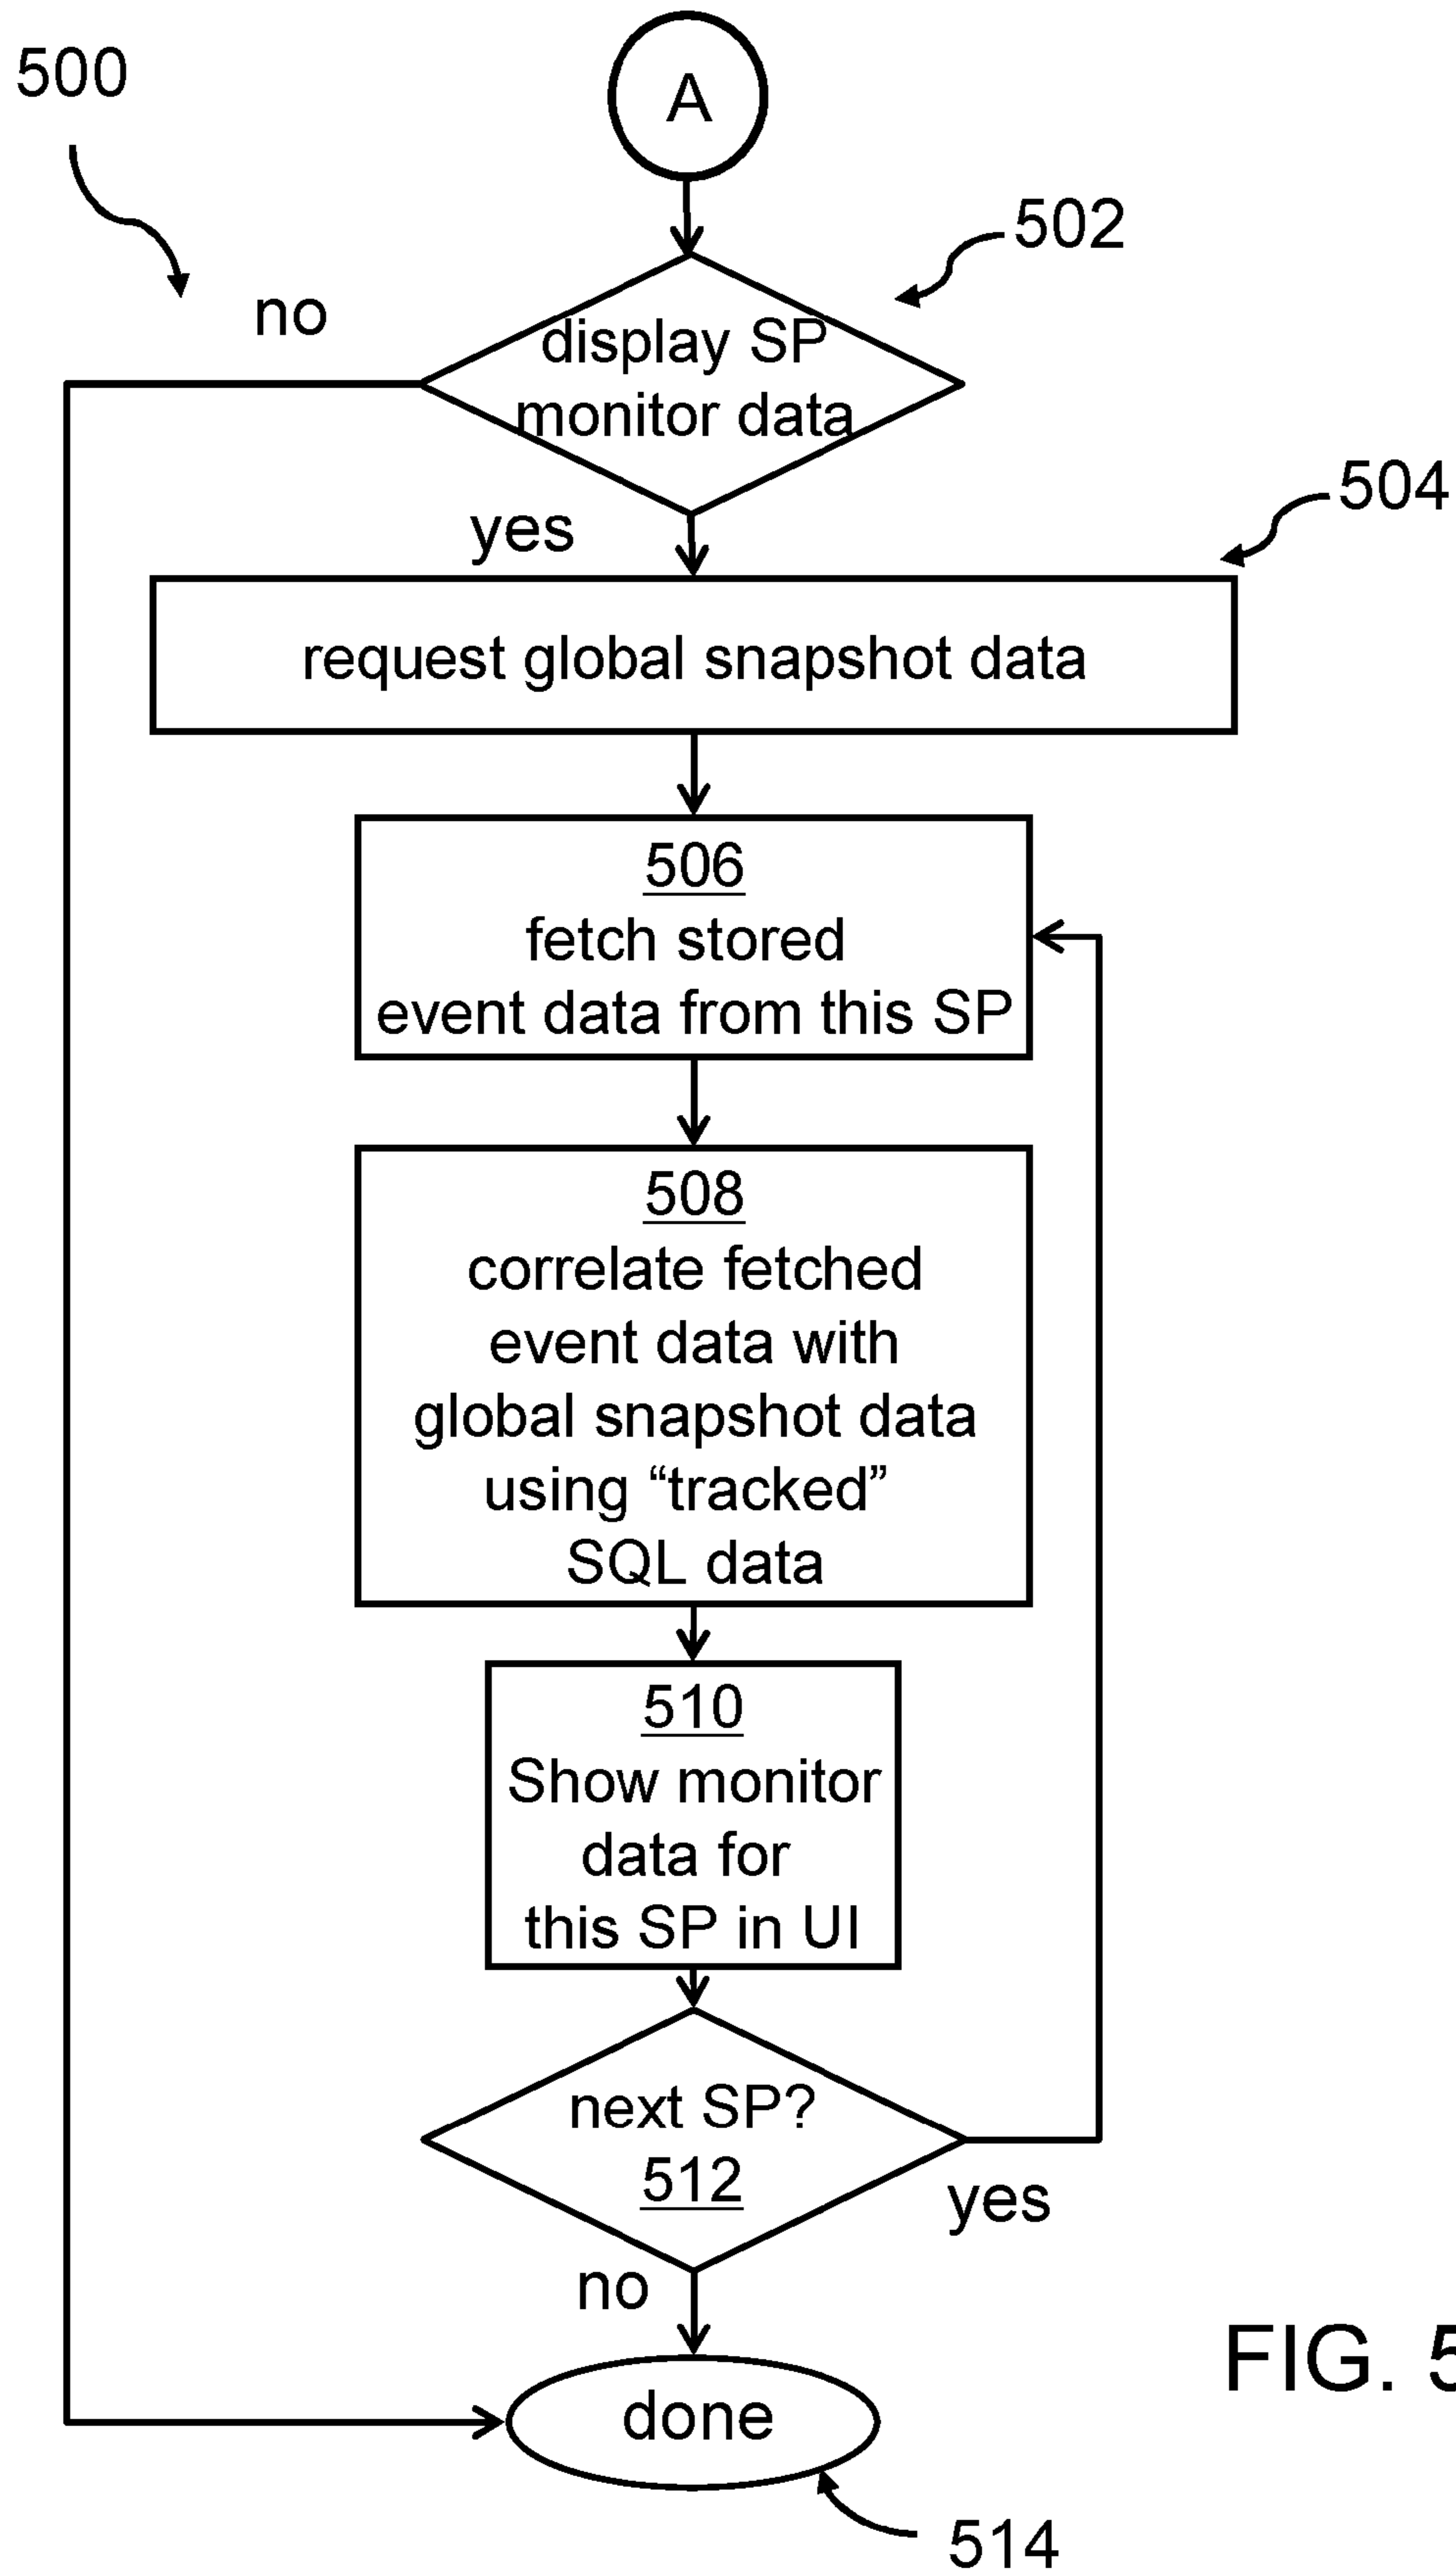 500
A
502
no
display SP
monitor data
504
yes
request global snapshot data
506
fetch stored
event data from this SP
508
correlate fetched
event data with
global snapshot data
using “tracked”
SQL data
510
Show monitor
data for
this SP in UI
next SP?
512
yes
no
FIG. 5
done
514